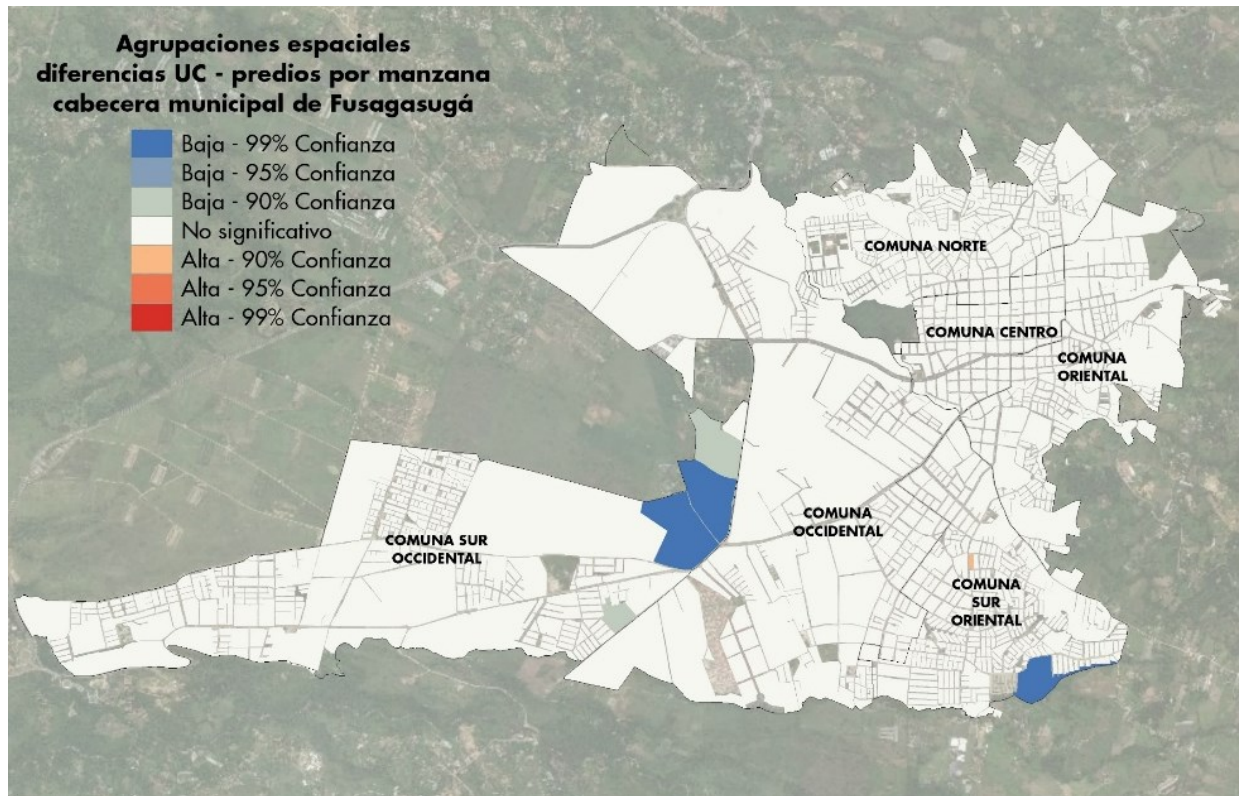 Agrupaciones espaciales
diferencias UC - predios por manzana
cabecera municipal de Fusagasugá
Baja - 99% Confianza
Baja - 95% Confianza
Baja - 90% Confianza
No significativo
Alta - 90% Confianza
Alta - 95% Confianza
Alta - 99% Confianza
COMUNA NORTE
COMUNA CENTRO
COMUNA
ORIENTAL
COMUNA
OCCIDENTAL
COMUNA SUR
OCCIDENTAL
COMUNA
SUR
ORIENTAL